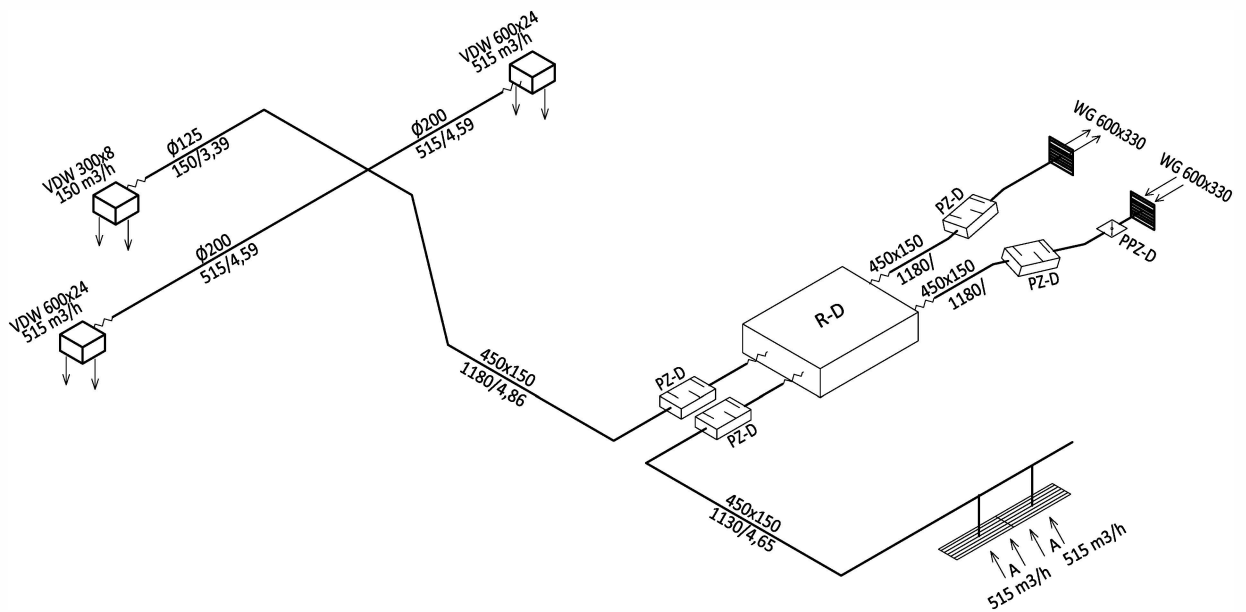 VDW 600x24
515 m3/h
Ø125
150/3,39
Ø200
515/4,59
VDW 300x8
150 m3/h
Ø200
515/4,59
VDW 600x24
515 m3/h
WG 600x330
WG 600x330
PZ-D
PPZ-D
450x150
1180/
PZ-D
450x150
1180/
R-D
450x150
1180/4,86
PZ-D
PZ-D
450x150
1130/4,65
A
A
515 m3/h
515 m3/h